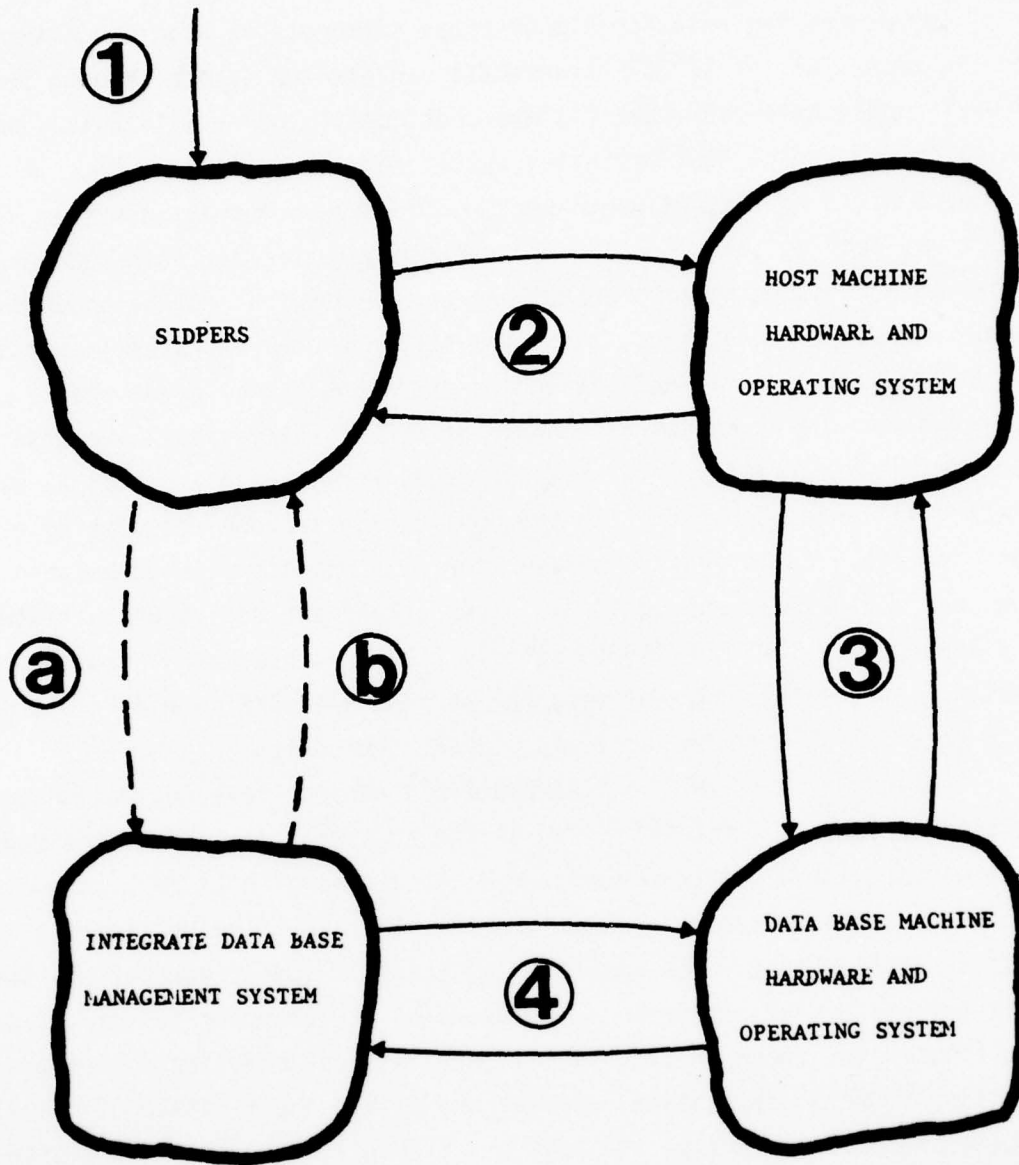 1
SIDPERS
2
HOST MACHINE
HARDWARE AND
OPERATING SYSTEM
a
b
3
INTEGRATE DATA BASE
MANAGEMENT SYSTEM
4
DATA BASE MACHINE
HARDWARE AND
OPERATING SYSTEM